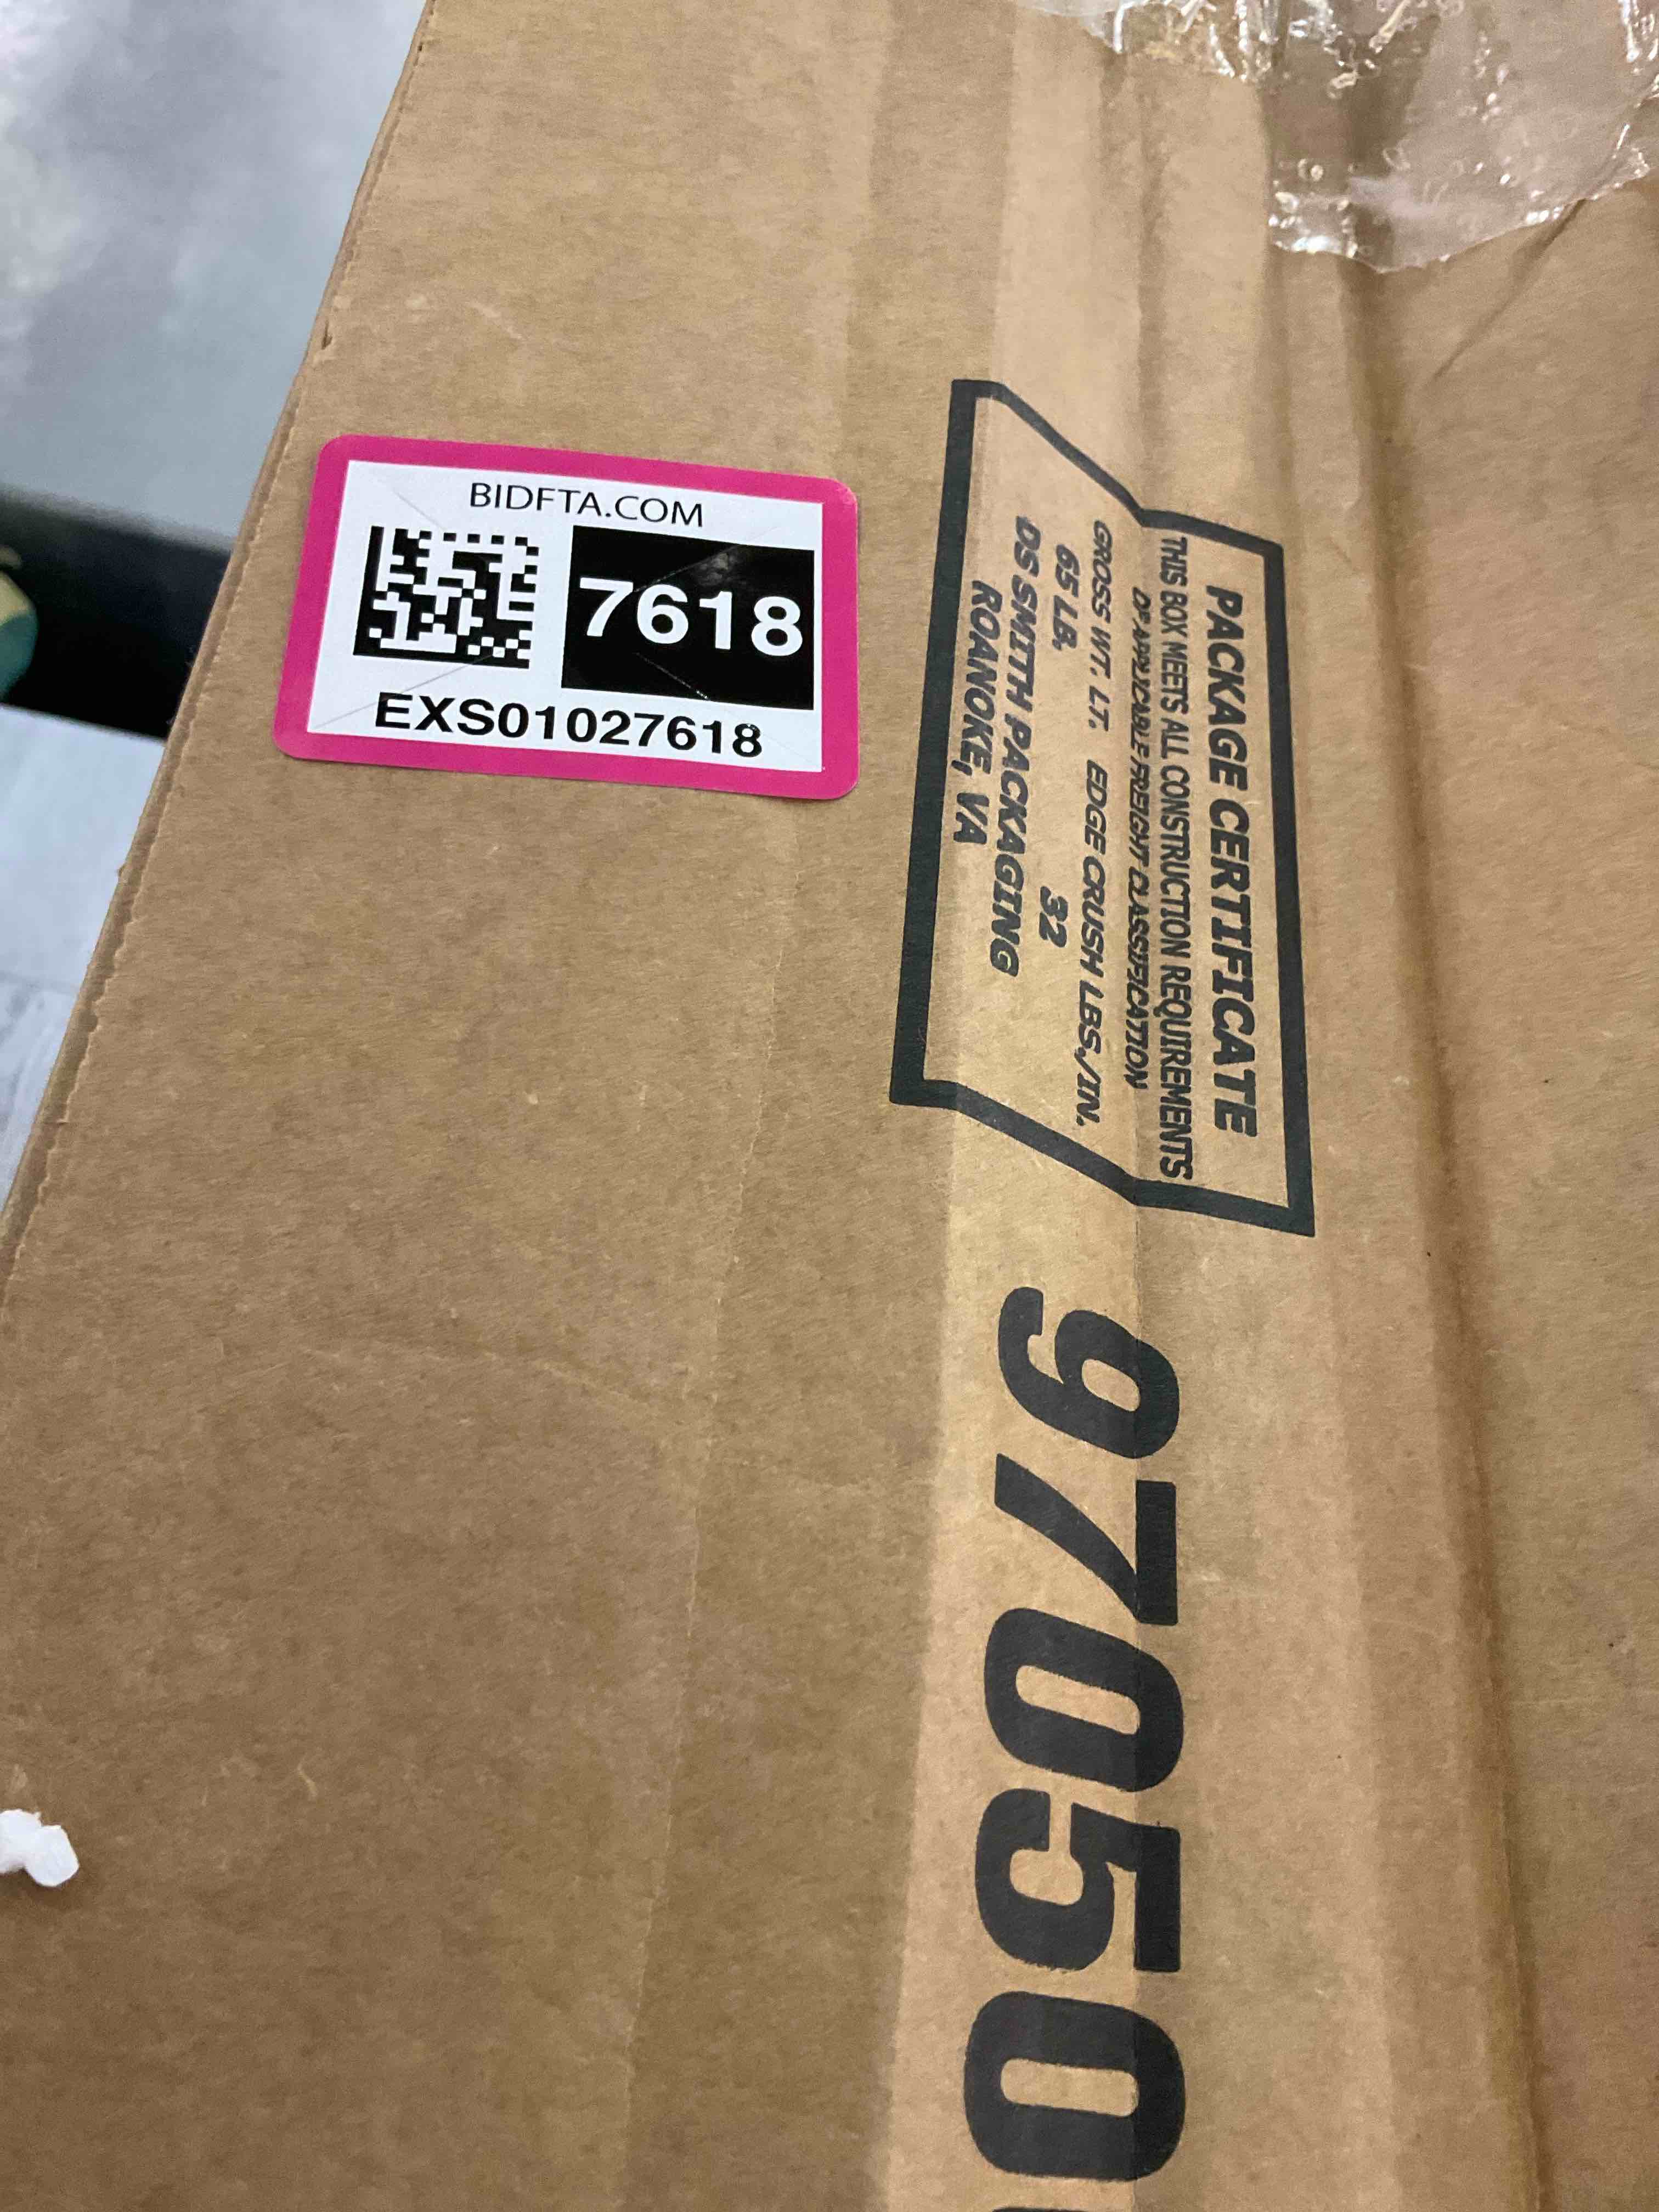 BIDFTA.COM
7618
EXS01027618
PACKAGE CERTIFICATE
THIS BOX MEETS ALL CONSTRUCTION REQUIREMENTS
OF APPLICABLE FREIGHT CLASSIFICATION
GROSS WT. LT. EDGE CRUSH LBS./IN.
65 LB. 32
DS SMITH PACKAGING
ROANOKE, VA
97050